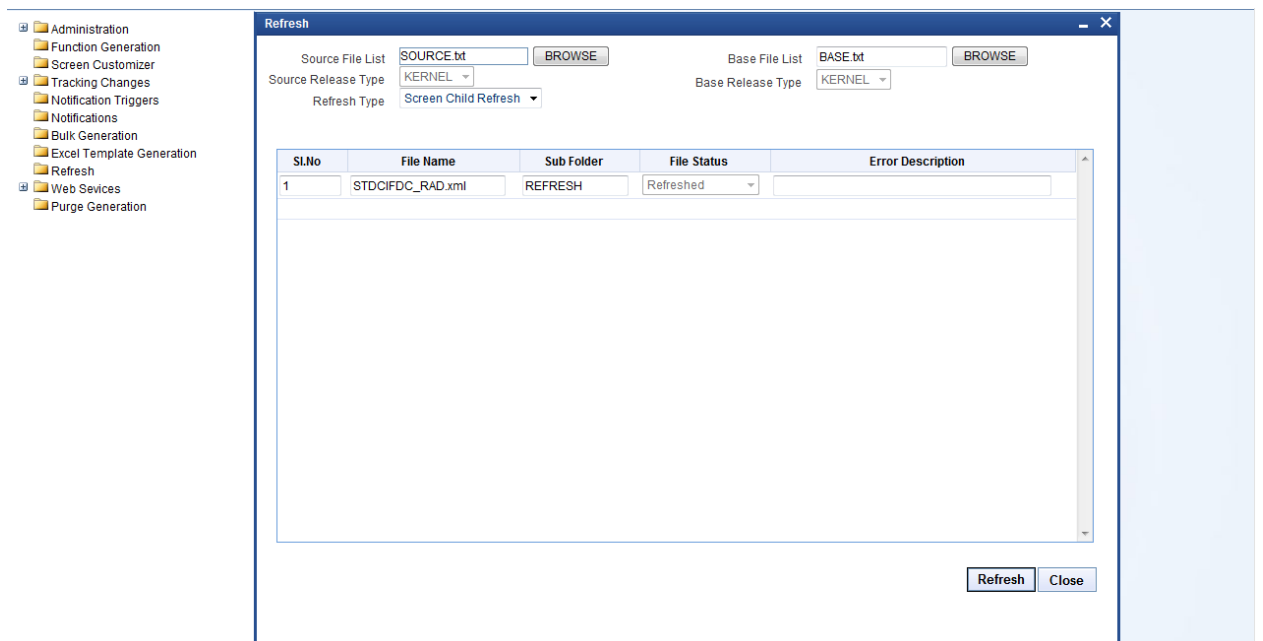 Administration
Function Generation
Screen Customizer
Tracking Changes
Notification Triggers
Notifications
Bulk Generation
Excel Template Generation
Refresh
Web Sevices
Purge Generation
Refresh
Source File List SOURCE.txt BROWSE Base File List BASE.txt BROWSE
Source Release Type KERNEL Base Release Type KERNEL
Refresh Type Screen Child Refresh
Sl.No File Name Sub Folder File Status Error Description
1 STDCIFDC_RAD.xml REFRESH Refreshed
Refresh Close